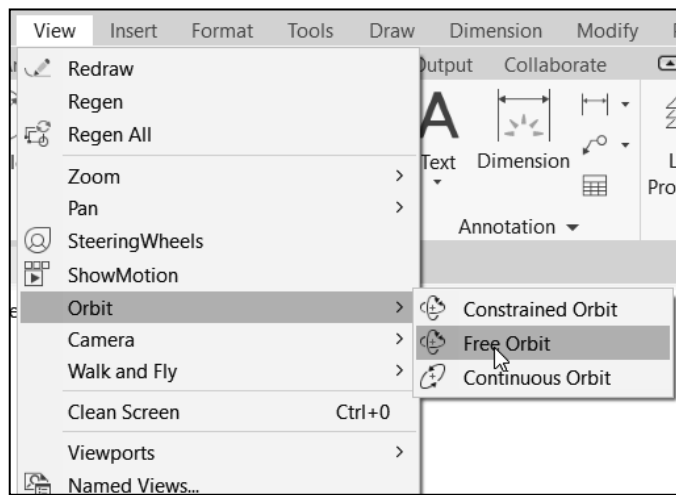 View Insert Format Tools Draw Dimension Modify
Redraw
Output Collaborate
Regen
Regen All
Text Dimension
Zoom
Pan
Annotation
SteeringWheels
ShowMotion
Orbit
Constrained Orbit
Camera
Free Orbit
Walk and Fly
Continuous Orbit
Clean Screen Ctrl+0
Viewports
Named Views...